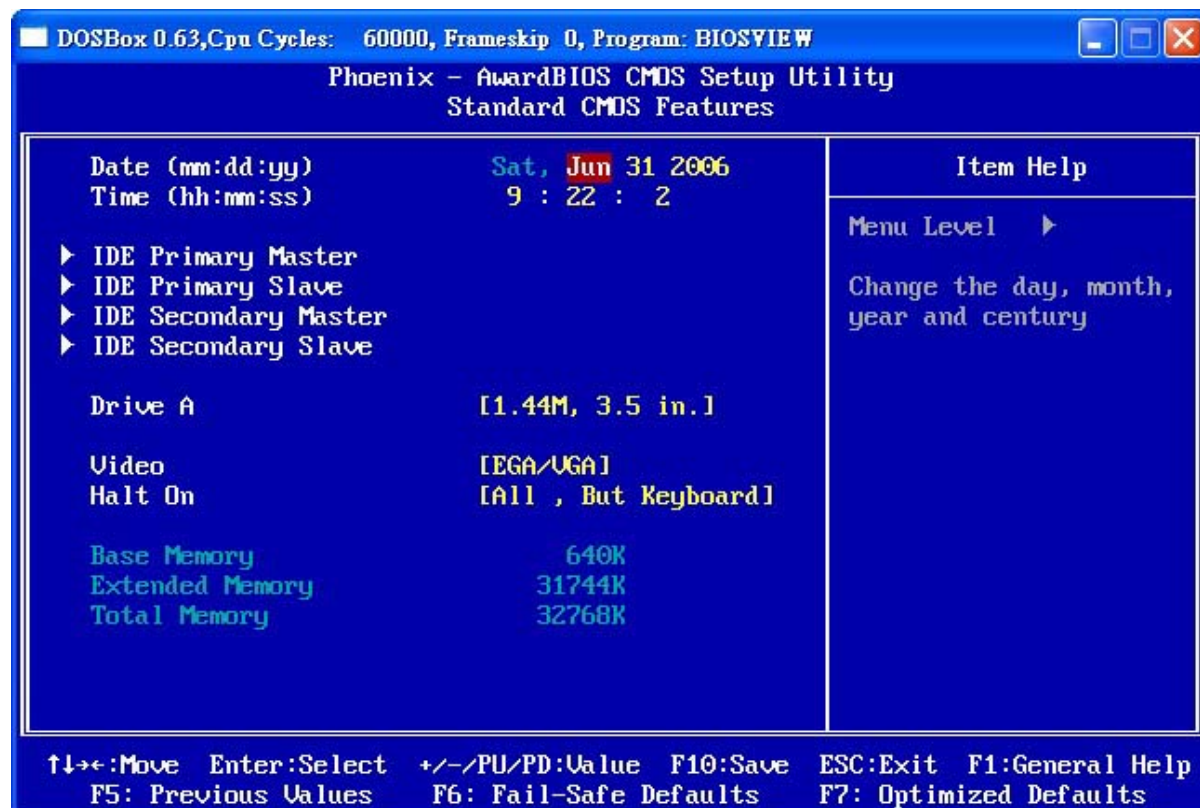 DOSBox 0.63,Cpu Cycles: 60000, Frameskip 0, Program: BIOSVIEW
Phoenix - AwardBIOS CMOS Setup Utility
Standard CMOS Features
Date (mm:dd:yy) Sat, Jun 31 2006
Time (hh:mm:ss) 9 : 22 : 2
▶ IDE Primary Master
▶ IDE Primary Slave
▶ IDE Secondary Master
▶ IDE Secondary Slave
Drive A [1.44M, 3.5 in.]
Video [EGA/VGA]
Halt On [All , But Keyboard]
Base Memory 640K
Extended Memory 31744K
Total Memory 32768K
Item Help
Menu Level ▶
Change the day, month,
year and century
↑↓→←:Move Enter:Select +/-/PU/PD:Value F10:Save ESC:Exit F1:General Help
F5: Previous Values F6: Fail-Safe Defaults F7: Optimized Defaults